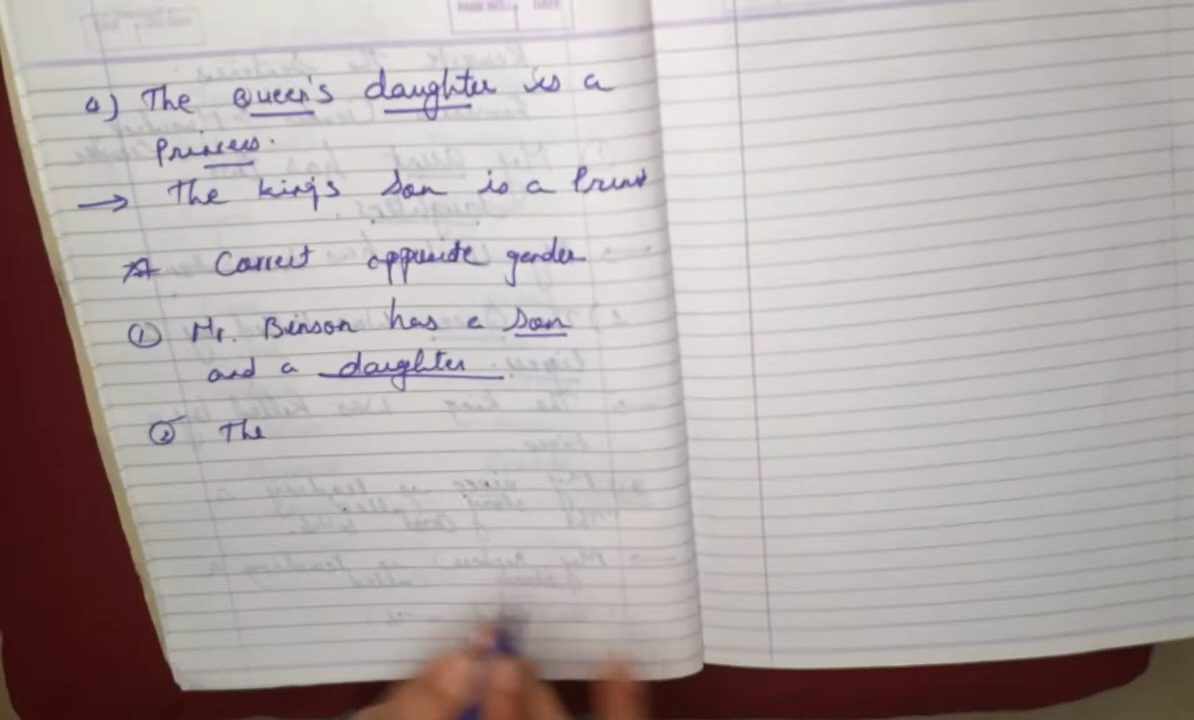 a) The Queen's daughter is a
Princess.
→ The king's Son is a Prince
☆ Correct opposite gender
① Mr. Benson has a Son
and a daughter.
② The